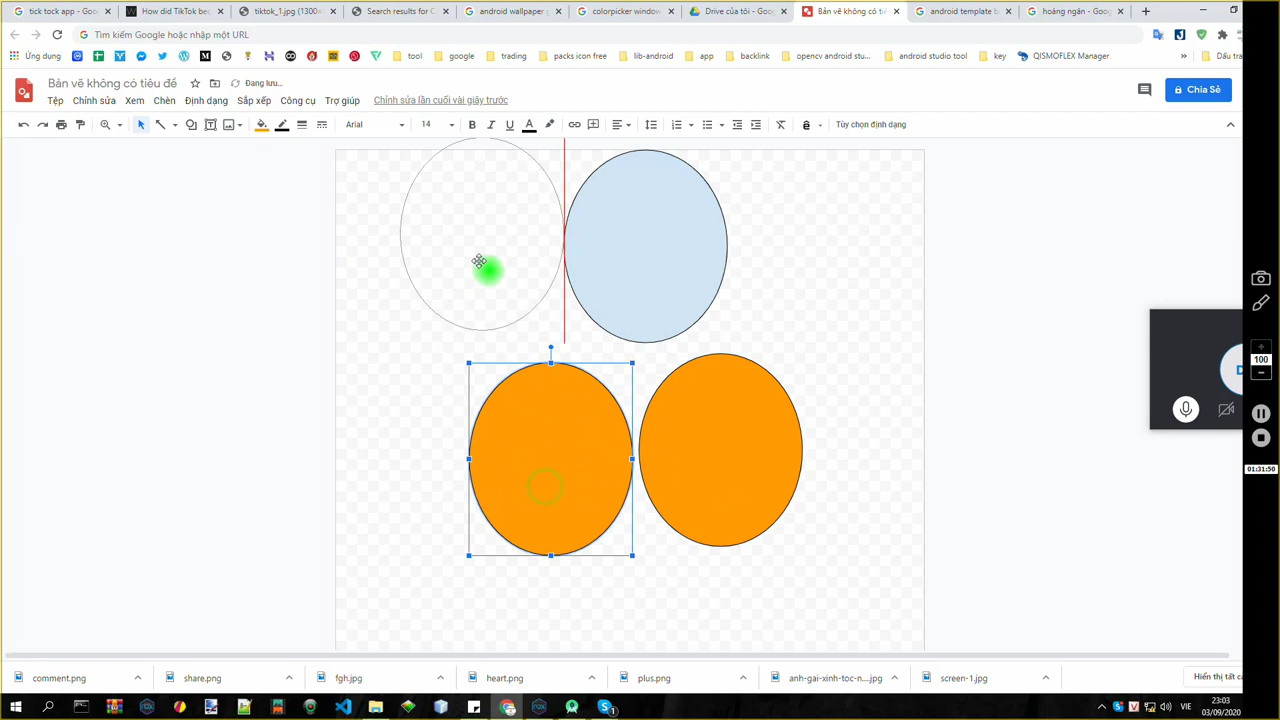 tick tock app - Goo
How did TikTok beg
tiktok_1.jpg (1300×
Search results for C
android wallpaper g
colorpicker window
Drive của tôi - Goog
Bản vẽ không có tiê
android template b
hoàng ngân - Goog
Tìm kiếm Google hoặc nhập một URL
Ứng dụng
tool
google
trading
packs icon free
lib-android
app
backlink
opencv android stu...
android studio tool
key
QISMOFLEX Manager
»
Dấu tra
Bản vẽ không có tiêu đề
Đang lưu...
Tệp
Chỉnh sửa
Xem
Chèn
Định dạng
Sắp xếp
Công cụ
Trợ giúp
Chỉnh sửa lần cuối vài giây trước
Chia Sẻ
Arial
14
B
I
U
A
Tùy chọn định dạng
100
01:31:50
comment.png
share.png
fgh.jpg
heart.png
plus.png
anh-gai-xinh-toc-n....jpg
screen-1.jpg
Hiển thị tất c
VIE
23:03
03/09/2020